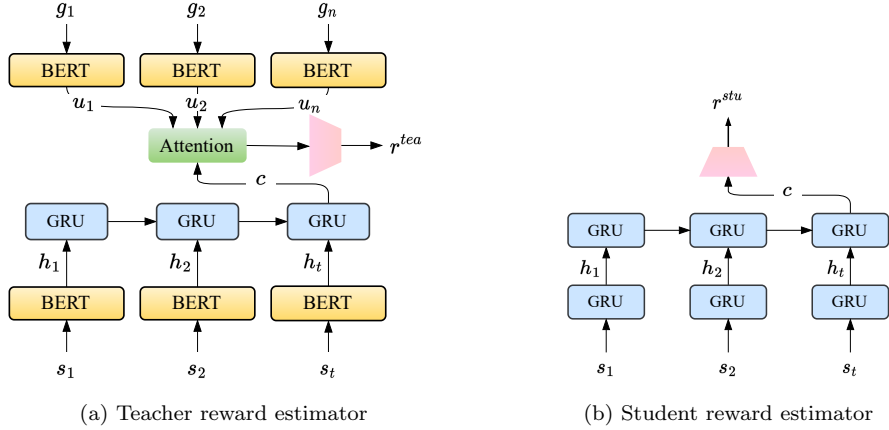 g₁ g₂ gₙ
BERT BERT BERT
u₁ u₂ uₙ
Attention
r^{tea}
c
GRU GRU GRU
h₁ h₂ hₜ
BERT BERT BERT
s₁ s₂ sₜ
(a) Teacher reward estimator
r^{stu}
c
GRU GRU GRU
h₁ h₂ hₜ
GRU GRU GRU
s₁ s₂ sₜ
(b) Student reward estimator